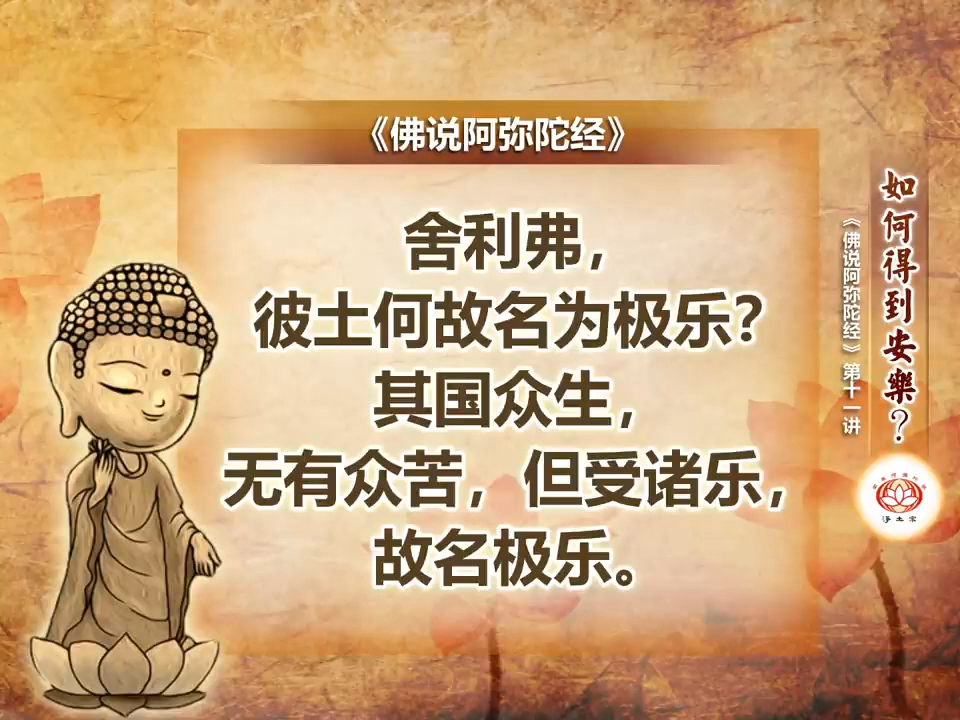 《佛说阿弥陀经》
舍利弗，
彼土何故名为极乐？
其国众生，
无有众苦，但受诸乐，
故名极乐。
如何得到安樂？
《佛说阿弥陀经》第十一讲
淨土宗